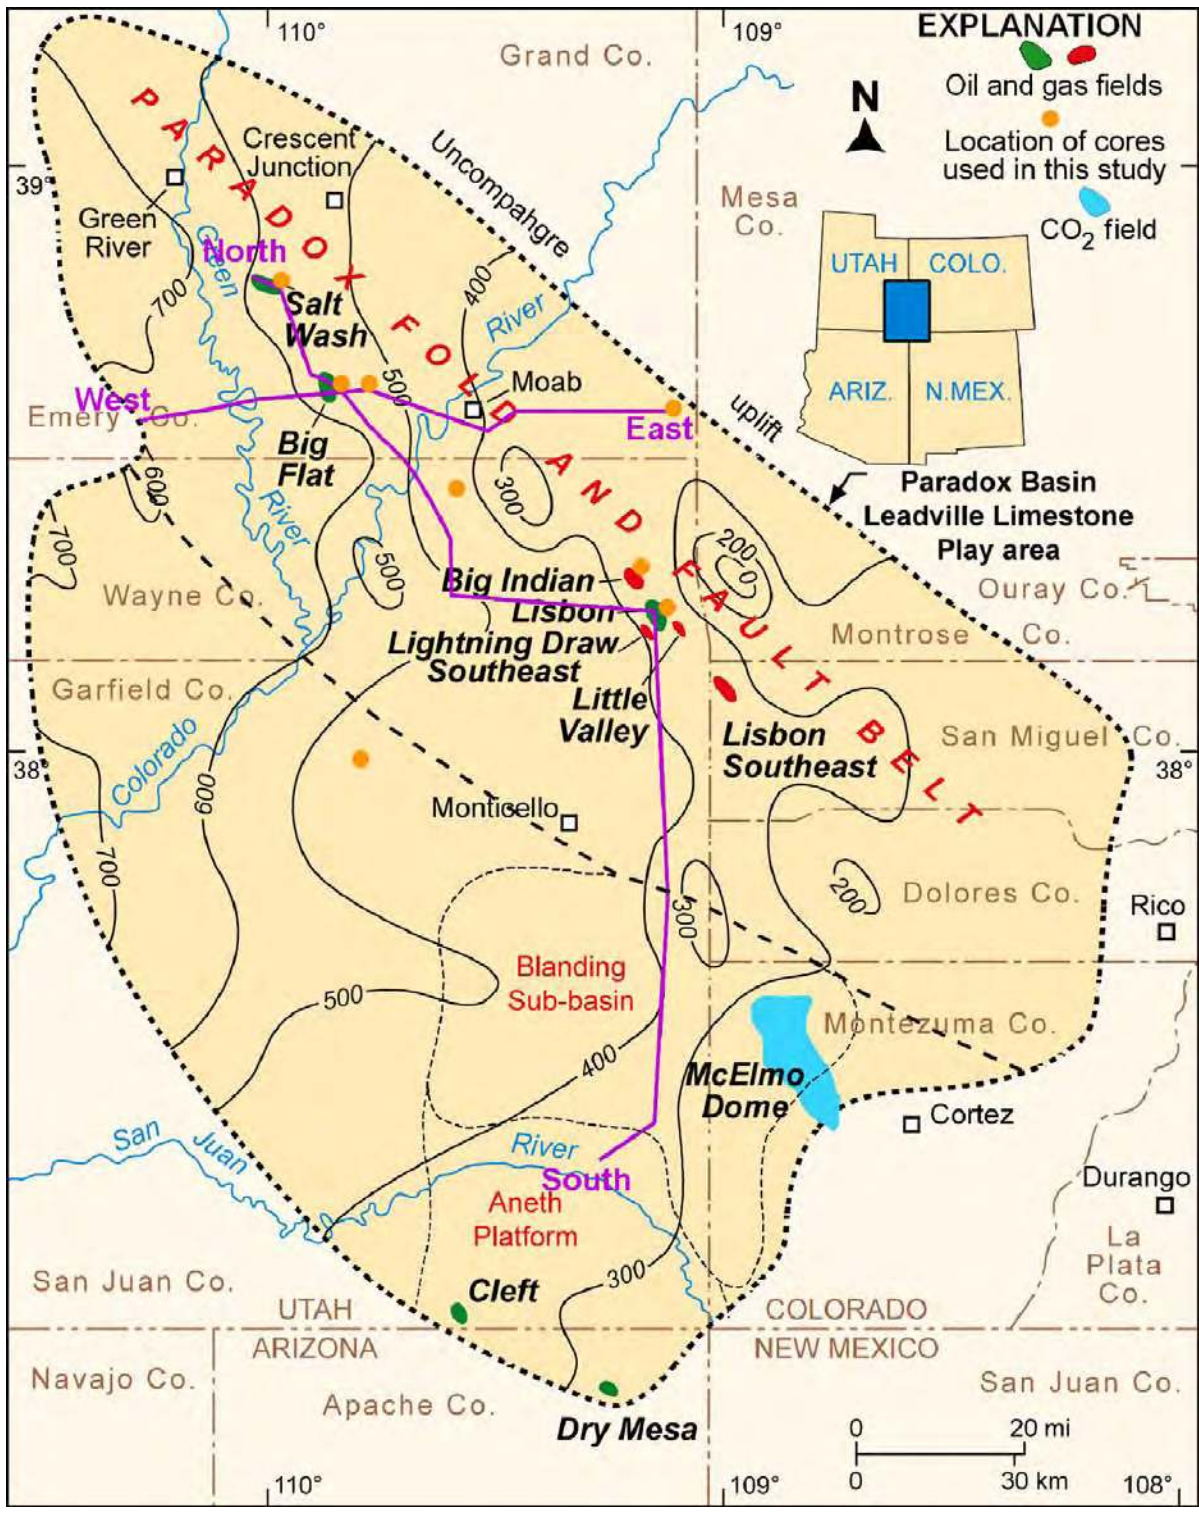 110°
109°
EXPLANATION
Oil and gas fields
Location of cores
used in this study
CO2 field
N
Grand Co.
Uncompahgre
uplift
Mesa
Co.
UTAH
COLO.
ARIZ.
N.MEX.
PARADOX FOLD AND FAULT BELT
Crescent
Junction
39°
Green
River
Green
North
700
400
Salt
Wash
River
500
Moab
West
Emery Co.
East
Big
Flat
Paradox Basin
Leadville Limestone
Play area
600
300
River
700
500
200
0
Big Indian
Ouray Co.
Wayne Co.
Lisbon
Montrose Co.
Lightning Draw
Southeast
Garfield Co.
Little
Valley
Lisbon
Southeast
San Miguel Co.
Colorado
38°
38°
600
Monticello
700
300
200
Dolores Co.
Rico
Blanding
Sub-basin
500
Montezuma Co.
400
McElmo
Dome
Cortez
San Juan
River
South
Durango
Aneth
Platform
La
Plata
Co.
300
San Juan Co.
Cleft
UTAH
COLORADO
ARIZONA
NEW MEXICO
Navajo Co.
Apache Co.
San Juan Co.
Dry Mesa
0
20 mi
0
30 km
110°
109°
108°